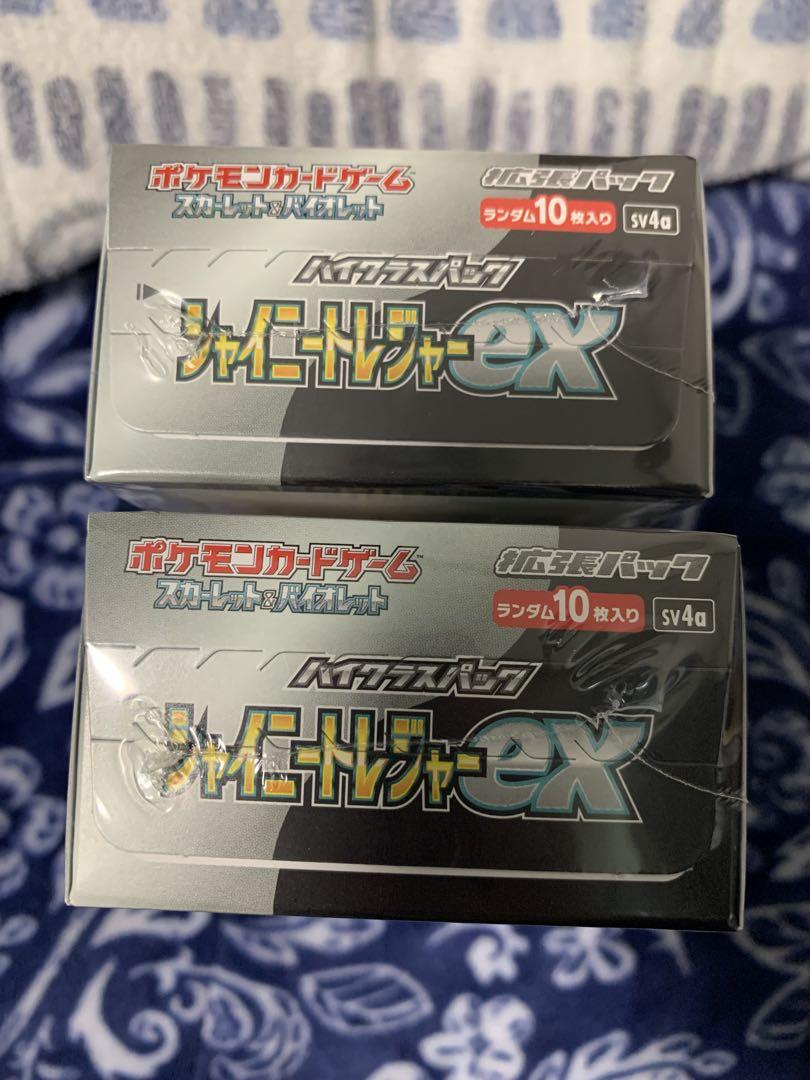 ポケモンカードゲーム™ 拡張パック
スカーレット&バイオレット ランダム10枚入り SV4a
ハイクラスパック
シャイニートレジャーex
ポケモンカードゲーム™ 拡張パック
スカーレット&バイオレット ランダム10枚入り SV4a
ハイクラスパック
シャイニートレジャーex